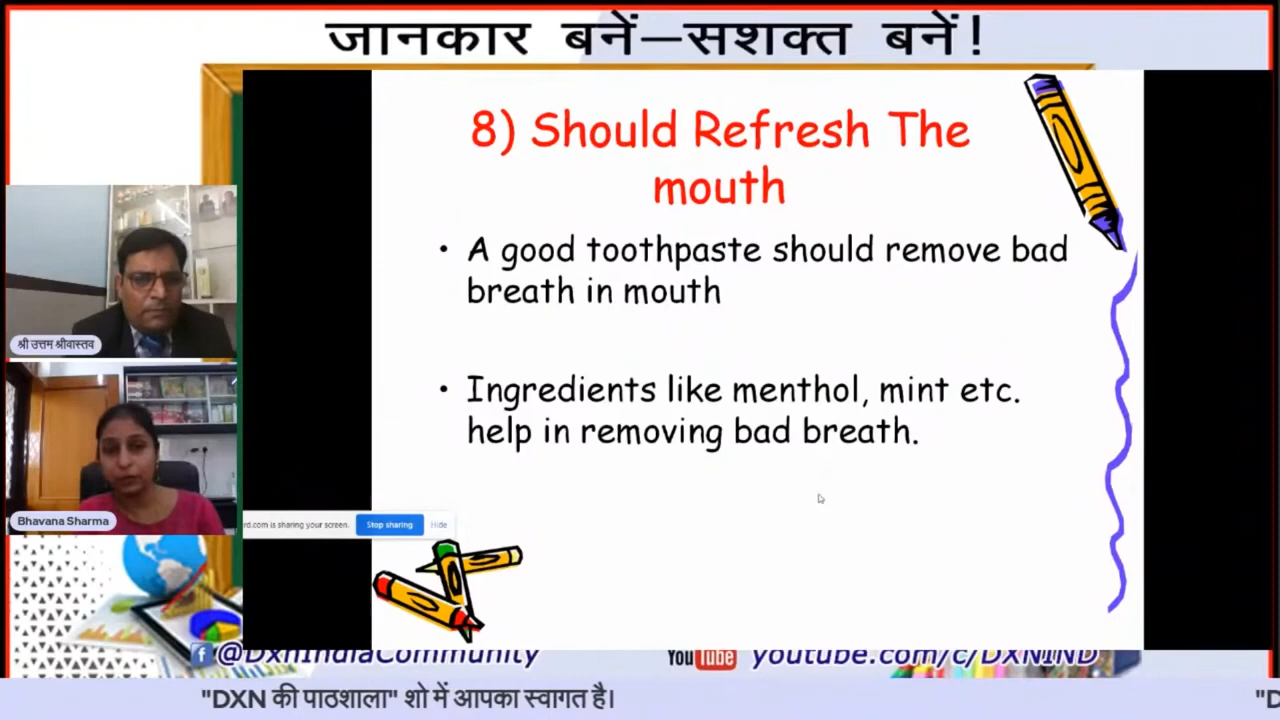 जानकार बनें—सशक्त बनें!
8) Should Refresh The
mouth
• A good toothpaste should remove bad
breath in mouth
• Ingredients like menthol, mint etc.
help in removing bad breath.
श्री उत्तम श्रीवास्तव
Bhavana Sharma
rd.com is sharing your screen. Stop sharing Hide
f @DxnIndiaCommunity
YouTube youtube.com/c/DXNIND
"DXN की पाठशाला" शो में आपका स्वागत है।